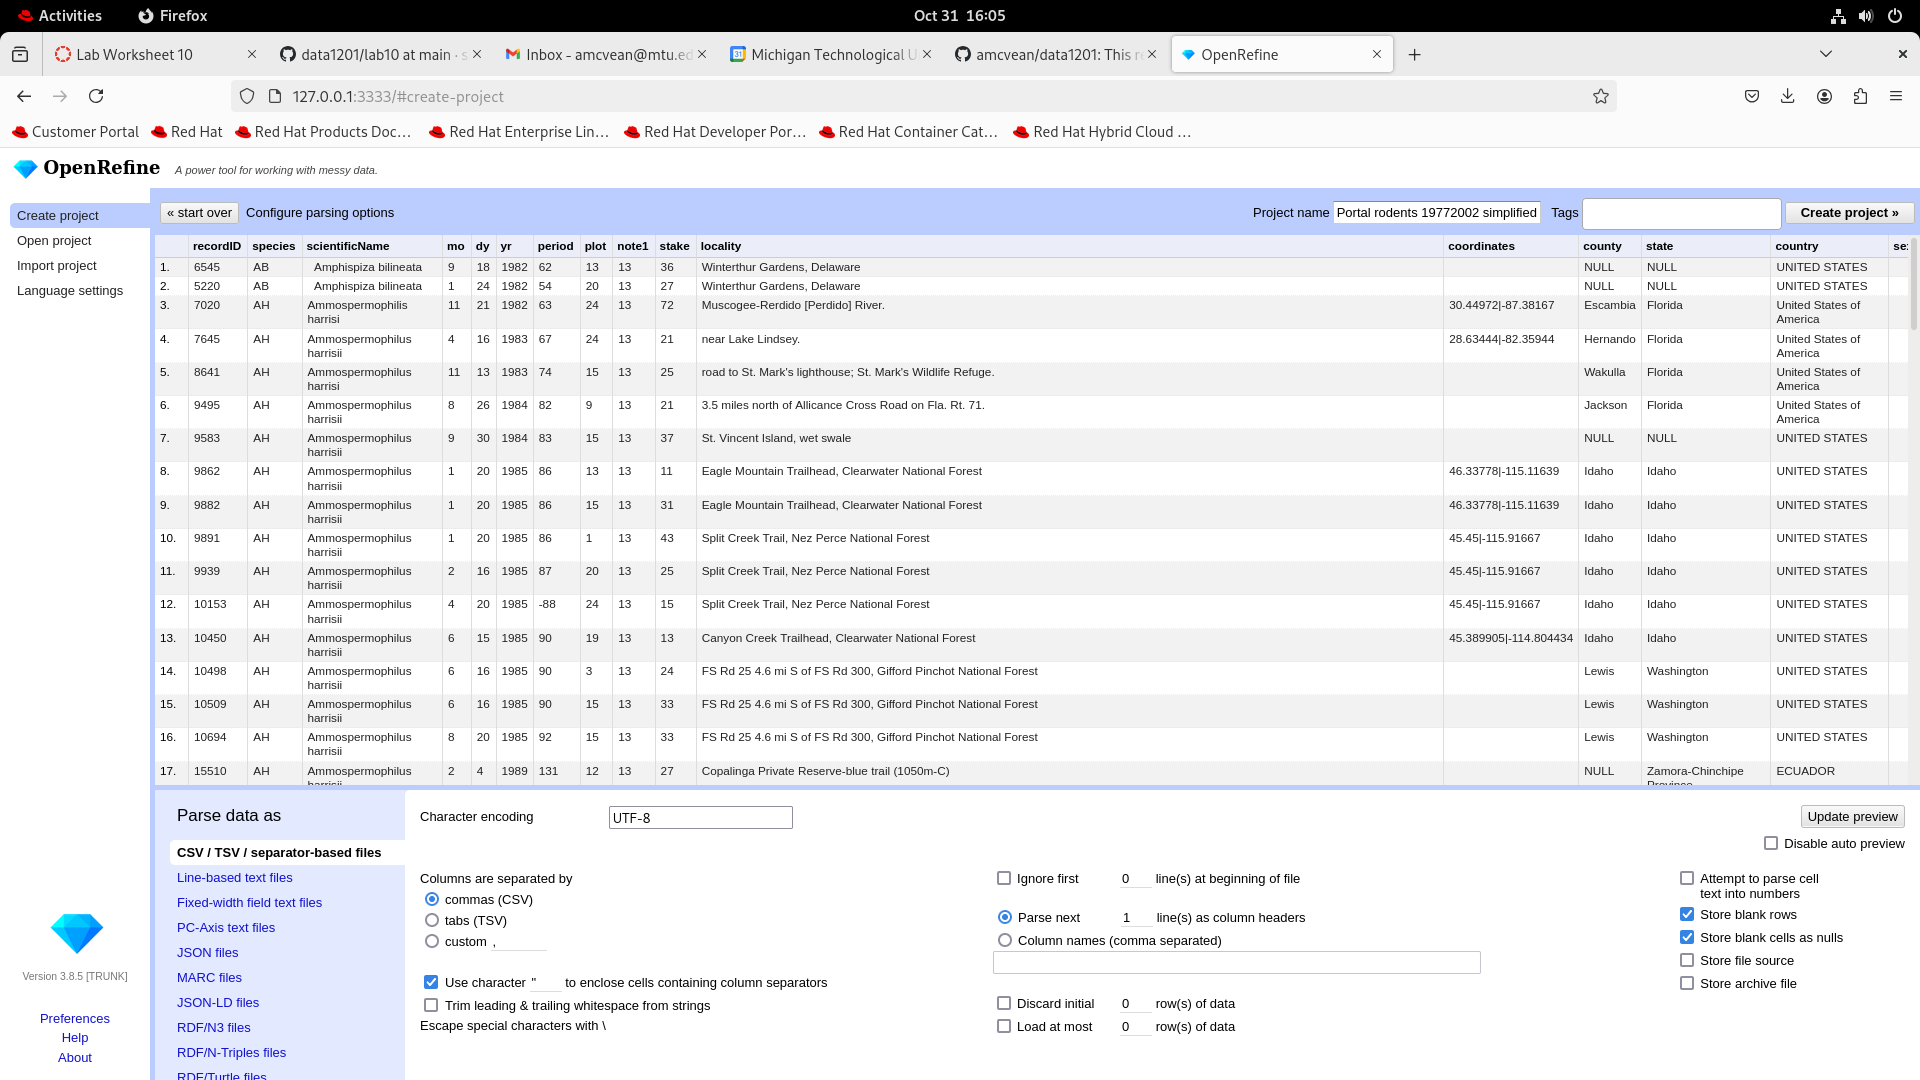 Activities Firefox Oct 31 16:05
Lab Worksheet 10 data1201/lab10 at main · s Inbox - amcvean@mtu.ed Michigan Technological U amcvean/data1201: This re OpenRefine
127.0.0.1:3333/#create-project
Customer Portal Red Hat Red Hat Products Doc… Red Hat Enterprise Lin… Red Hat Developer Por… Red Hat Container Cat… Red Hat Hybrid Cloud …
OpenRefine A power tool for working with messy data.
Create project
Open project
Import project
Language settings
Version 3.8.5 [TRUNK]
Preferences
Help
About
« start over Configure parsing options Project name Portal rodents 19772002 simplified Tags Create project »
recordID species scientificName mo dy yr period plot note1 stake locality coordinates county state country se
1. 6545 AB Amphispiza bilineata 9 18 1982 62 13 13 36 Winterthur Gardens, Delaware NULL NULL UNITED STATES
2. 5220 AB Amphispiza bilineata 1 24 1982 54 20 13 27 Winterthur Gardens, Delaware NULL NULL UNITED STATES
3. 7020 AH Ammospermophilis 11 21 1982 63 24 13 72 Muscogee-Rerdido [Perdido] River. 30.44972|-87.38167 Escambia Florida United States of
harrisi America
4. 7645 AH Ammospermophilus 4 16 1983 67 24 13 21 near Lake Lindsey. 28.63444|-82.35944 Hernando Florida United States of
harrisii America
5. 8641 AH Ammospermophilus 11 13 1983 74 15 13 25 road to St. Mark's lighthouse; St. Mark's Wildlife Refuge. Wakulla Florida United States of
harrisi America
6. 9495 AH Ammospermophilus 8 26 1984 82 9 13 21 3.5 miles north of Allicance Cross Road on Fla. Rt. 71. Jackson Florida United States of
harrisii America
7. 9583 AH Ammospermophilus 9 30 1984 83 15 13 37 St. Vincent Island, wet swale NULL NULL UNITED STATES
harrisii
8. 9862 AH Ammospermophilus 1 20 1985 86 13 13 11 Eagle Mountain Trailhead, Clearwater National Forest 46.33778|-115.11639 Idaho Idaho UNITED STATES
harrisii
9. 9882 AH Ammospermophilus 1 20 1985 86 15 13 31 Eagle Mountain Trailhead, Clearwater National Forest 46.33778|-115.11639 Idaho Idaho UNITED STATES
harrisii
10. 9891 AH Ammospermophilus 1 20 1985 86 1 13 43 Split Creek Trail, Nez Perce National Forest 45.45|-115.91667 Idaho Idaho UNITED STATES
harrisii
11. 9939 AH Ammospermophilus 2 16 1985 87 20 13 25 Split Creek Trail, Nez Perce National Forest 45.45|-115.91667 Idaho Idaho UNITED STATES
harrisii
12. 10153 AH Ammospermophilus 4 20 1985 -88 24 13 15 Split Creek Trail, Nez Perce National Forest 45.45|-115.91667 Idaho Idaho UNITED STATES
harrisii
13. 10450 AH Ammospermophilus 6 15 1985 90 19 13 13 Canyon Creek Trailhead, Clearwater National Forest 45.389905|-114.804434 Idaho Idaho UNITED STATES
harrisii
14. 10498 AH Ammospermophilus 6 16 1985 90 3 13 24 FS Rd 25 4.6 mi S of FS Rd 300, Gifford Pinchot National Forest Lewis Washington UNITED STATES
harrisii
15. 10509 AH Ammospermophilus 6 16 1985 90 15 13 33 FS Rd 25 4.6 mi S of FS Rd 300, Gifford Pinchot National Forest Lewis Washington UNITED STATES
harrisii
16. 10694 AH Ammospermophilus 8 20 1985 92 15 13 33 FS Rd 25 4.6 mi S of FS Rd 300, Gifford Pinchot National Forest Lewis Washington UNITED STATES
harrisii
17. 15510 AH Ammospermophilus 2 4 1989 131 12 13 27 Copalinga Private Reserve-blue trail (1050m-C) NULL Zamora-Chinchipe ECUADOR
harrisii Province
Parse data as
CSV / TSV / separator-based files
Line-based text files
Fixed-width field text files
PC-Axis text files
JSON files
MARC files
JSON-LD files
RDF/N3 files
RDF/N-Triples files
RDF/Turtle files
Character encoding UTF-8
Update preview
Disable auto preview
Columns are separated by
commas (CSV)
tabs (TSV)
custom ,
Use character " to enclose cells containing column separators
Trim leading & trailing whitespace from strings
Escape special characters with \
Ignore first 0 line(s) at beginning of file
Parse next 1 line(s) as column headers
Column names (comma separated)
Discard initial 0 row(s) of data
Load at most 0 row(s) of data
Attempt to parse cell
text into numbers
Store blank rows
Store blank cells as nulls
Store file source
Store archive file